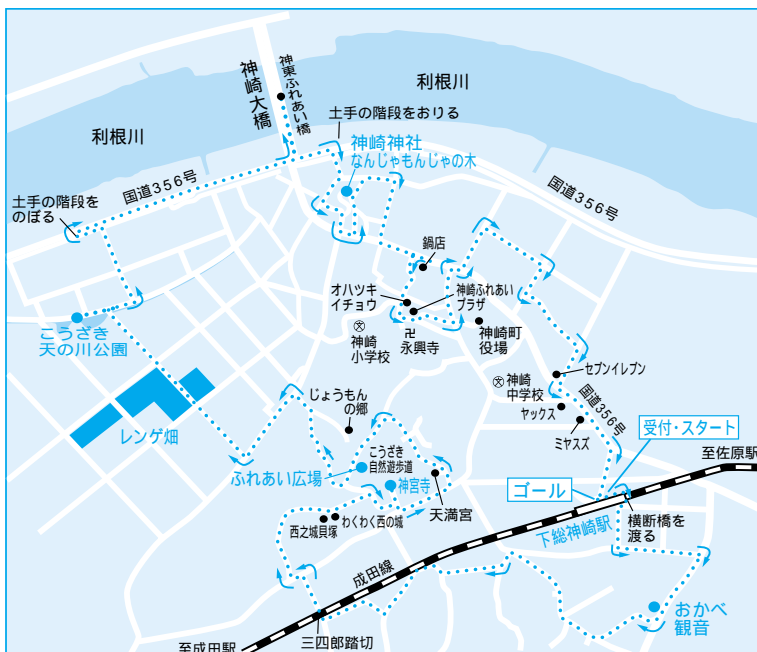 利根川
神崎大橋
神東ふれあい橋
利根川
土手の階段をおりる
神崎神社
なんじゃもんじゃの木
国道356号
国道356号
土手の階段を
のぼる
鍋店
オハツキ
イチョウ
神崎ふれあい
プラザ
こうざき
天の川公園
文
神崎
小学校
卍
永興寺
神崎町
役場
セブンイレブン
文
神崎
中学校
国道356号
ヤックス
ミヤスズ
じょうもん
の郷
レンゲ畑
受付・スタート
こうざき
自然遊歩道
ふれあい広場
神宮寺
至佐原駅
ゴール
天満宮
下総神崎駅
横断橋を
渡る
西之城貝塚
わくわく西の城
成田線
おかべ
観音
三四郎踏切
至成田駅